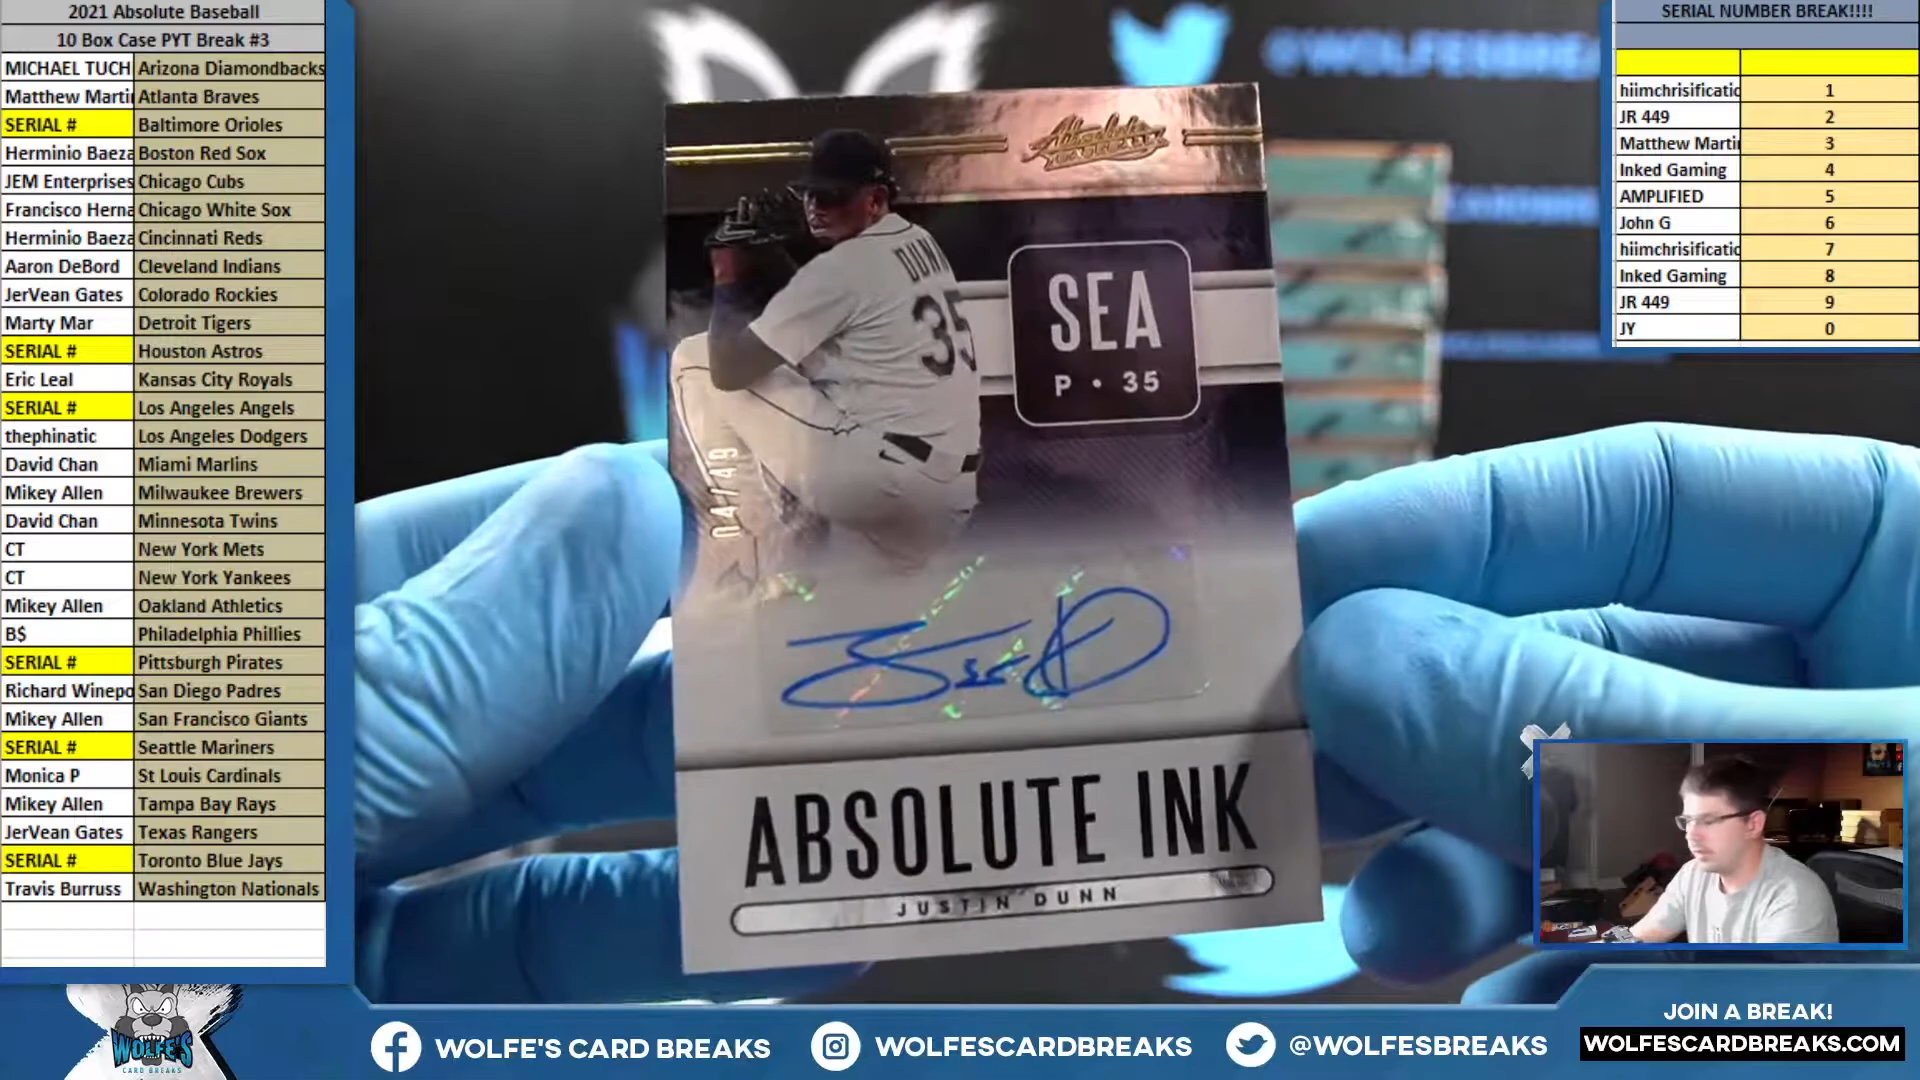 2021 Absolute Baseball
10 Box Case PYT Break #3
MICHAEL TUCH Arizona Diamondbacks
Matthew Marti Atlanta Braves
SERIAL # Baltimore Orioles
Herminio Baeza Boston Red Sox
JEM Enterprises Chicago Cubs
Francisco Herna Chicago White Sox
Herminio Baeza Cincinnati Reds
Aaron DeBord Cleveland Indians
JerVean Gates Colorado Rockies
Marty Mar Detroit Tigers
SERIAL # Houston Astros
Eric Leal Kansas City Royals
SERIAL # Los Angeles Angels
thephinatic Los Angeles Dodgers
David Chan Miami Marlins
Mikey Allen Milwaukee Brewers
David Chan Minnesota Twins
CT New York Mets
CT New York Yankees
Mikey Allen Oakland Athletics
B$ Philadelphia Phillies
SERIAL # Pittsburgh Pirates
Richard Winepo San Diego Padres
Mikey Allen San Francisco Giants
SERIAL # Seattle Mariners
Monica P St Louis Cardinals
Mikey Allen Tampa Bay Rays
JerVean Gates Texas Rangers
SERIAL # Toronto Blue Jays
Travis Burruss Washington Nationals
@WOLFESBREA
Absolute
DUNN
35
SEA
P • 35
04/49
ABSOLUTE INK
JUSTIN DUNN
SERIAL NUMBER BREAK!!!!
hiimchrisificatio 1
JR 449 2
Matthew Marti 3
Inked Gaming 4
AMPLIFIED 5
John G 6
hiimchrisificatio 7
Inked Gaming 8
JR 449 9
JY 0
WOLFE'S
CARD BREAKS
WOLFE'S CARD BREAKS
WOLFESCARDBREAKS
@WOLFESBREAKS
JOIN A BREAK!
WOLFESCARDBREAKS.COM